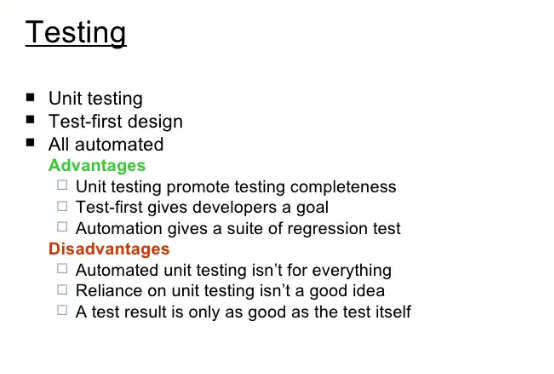 Testing
Unit testing
Test-first design
All automated
Advantages
Unit testing promote testing completeness
Test-first gives developers a goal
Automation gives a suite of regression test
Disadvantages
Automated unit testing isn’t for everything
Reliance on unit testing isn’t a good idea
A test result is only as good as the test itself